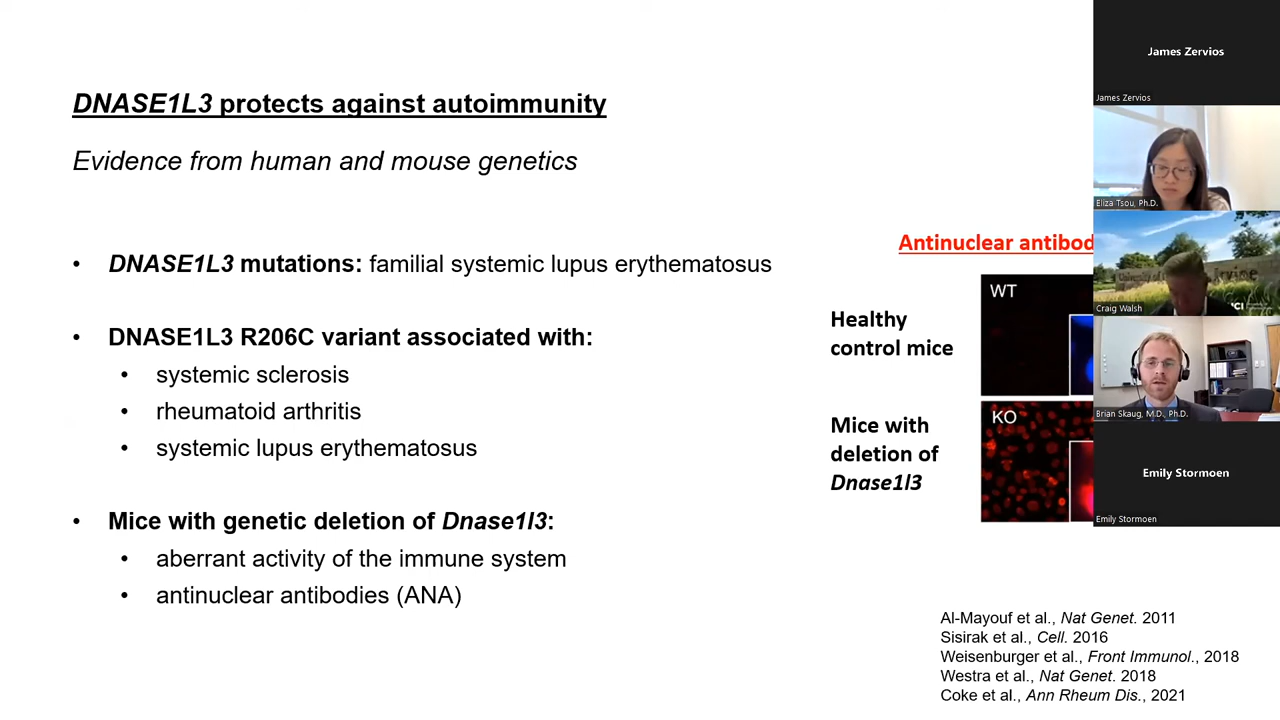 DNASE1L3 protects against autoimmunity
Evidence from human and mouse genetics
• DNASE1L3 mutations: familial systemic lupus erythematosus
• DNASE1L3 R206C variant associated with:
• systemic sclerosis
• rheumatoid arthritis
• systemic lupus erythematosus
• Mice with genetic deletion of Dnase1l3:
• aberrant activity of the immune system
• antinuclear antibodies (ANA)
Antinuclear antibod
Healthy
control mice
WT
Mice with
deletion of
Dnase1l3
KO
Al-Mayouf et al., Nat Genet. 2011
Sisirak et al., Cell. 2016
Weisenburger et al., Front Immunol., 2018
Westra et al., Nat Genet. 2018
Coke et al., Ann Rheum Dis., 2021
James Zervios
James Zervios
Eliza Tsou, Ph.D.
University of Irvine
Craig Walsh
Brian Skaug, M.D., Ph.D.
Emily Stormoen
Emily Stormoen